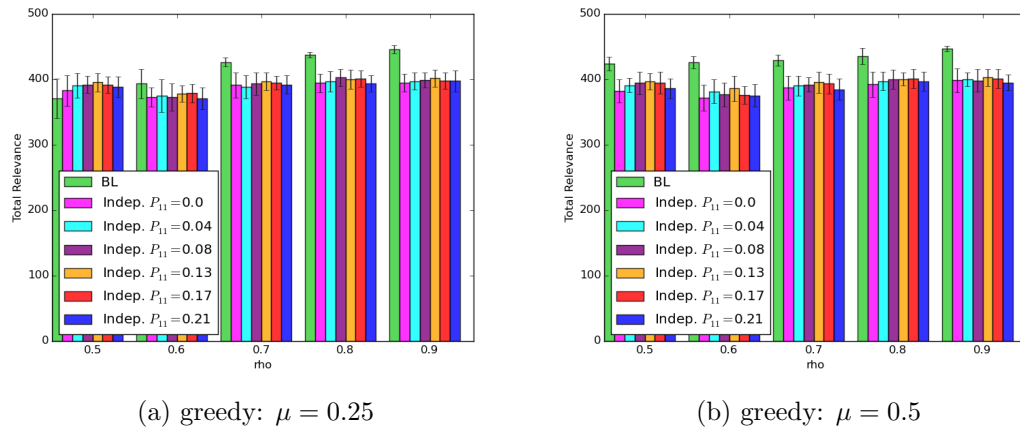 500
400
300
200
100
0
Total Relevance
BL
Indep. P₁₁=0.0
Indep. P₁₁=0.04
Indep. P₁₁=0.08
Indep. P₁₁=0.13
Indep. P₁₁=0.17
Indep. P₁₁=0.21
0.5 0.6 0.7 0.8 0.9
rho
(a) greedy: μ = 0.25
500
400
300
200
100
0
Total Relevance
BL
Indep. P₁₁=0.0
Indep. P₁₁=0.04
Indep. P₁₁=0.08
Indep. P₁₁=0.13
Indep. P₁₁=0.17
Indep. P₁₁=0.21
0.5 0.6 0.7 0.8 0.9
rho
(b) greedy: μ = 0.5